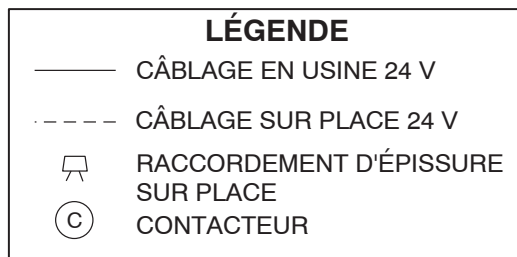 LÉGENDE
CÂBLAGE EN USINE 24 V
CÂBLAGE SUR PLACE 24 V
RACCORDEMENT D'ÉPISSURE
SUR PLACE
C CONTACTEUR